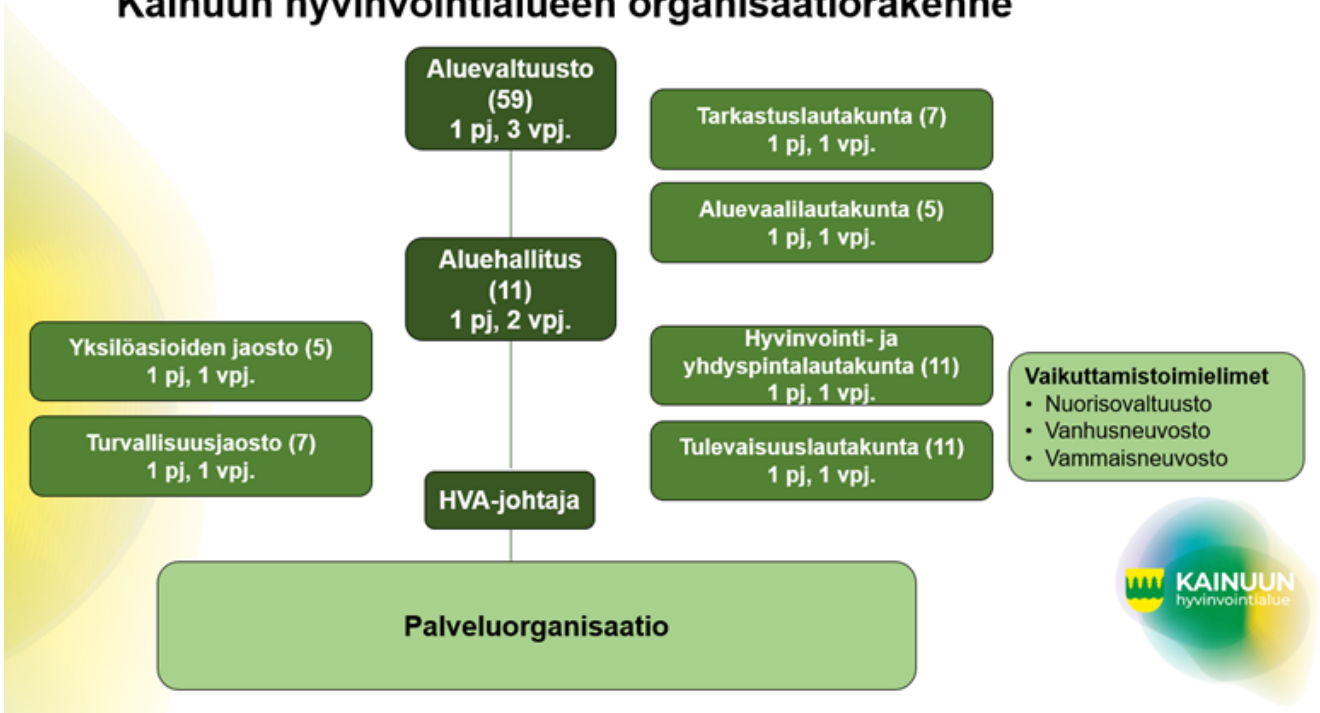 Kainuun hyvinvointialueen organisaatiorakenne
Aluevaltuusto
(59)
1 pj, 3 vpj.
Tarkastuslautakunta (7)
1 pj, 1 vpj.
Aluevaalilautakunta (5)
1 pj, 1 vpj.
Aluehallitus
(11)
1 pj, 2 vpj.
Yksilöasioiden jaosto (5)
1 pj, 1 vpj.
Turvallisuusjaosto (7)
1 pj, 1 vpj.
Hyvinvointi- ja
yhdyspintalautakunta (11)
1 pj, 1 vpj.
Tulevaisuuslautakunta (11)
1 pj, 1 vpj.
Vaikuttamistoimielimet
• Nuorisovaltuusto
• Vanhusneuvosto
• Vammaisneuvosto
HVA-johtaja
Palveluorganisaatio
KAINUUN
hyvinvointialue